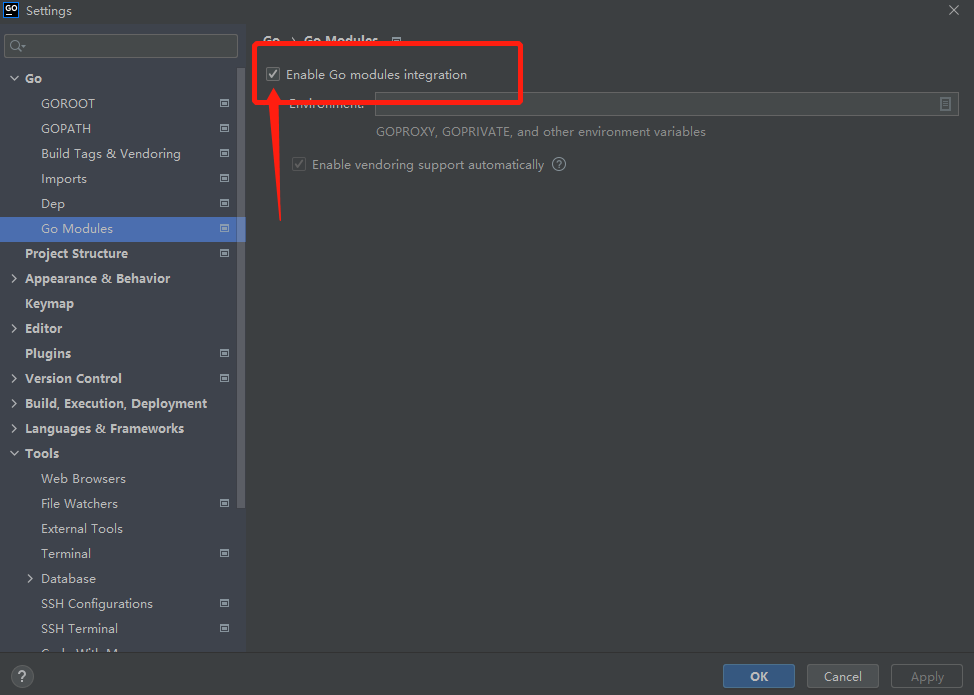 GO
Settings
Go › Go Modules
Go
GOROOT
GOPATH
Build Tags & Vendoring
Imports
Dep
Go Modules
Project Structure
Appearance & Behavior
Keymap
Editor
Plugins
Version Control
Build, Execution, Deployment
Languages & Frameworks
Tools
Web Browsers
File Watchers
External Tools
Terminal
Database
SSH Configurations
SSH Terminal
Enable Go modules integration
Environment:
GOPROXY, GOPRIVATE, and other environment variables
Enable vendoring support automatically ?
?
OK
Cancel
Apply